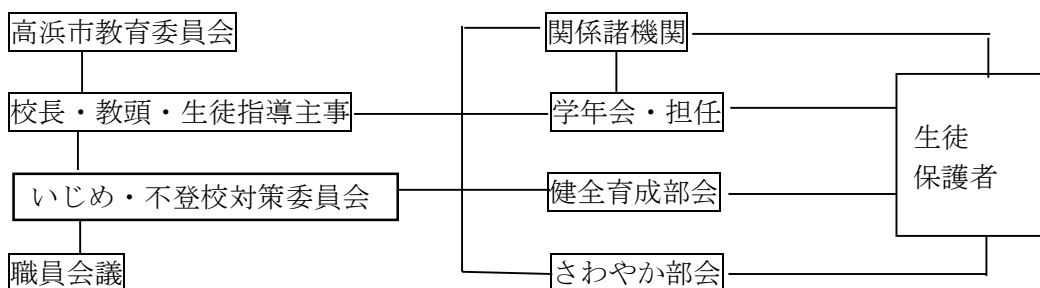 高浜市教育委員会
関係諸機関
校長・教頭・生徒指導主事
学年会・担任
生徒
保護者
いじめ・不登校対策委員会
健全育成部会
職員会議
さわやか部会